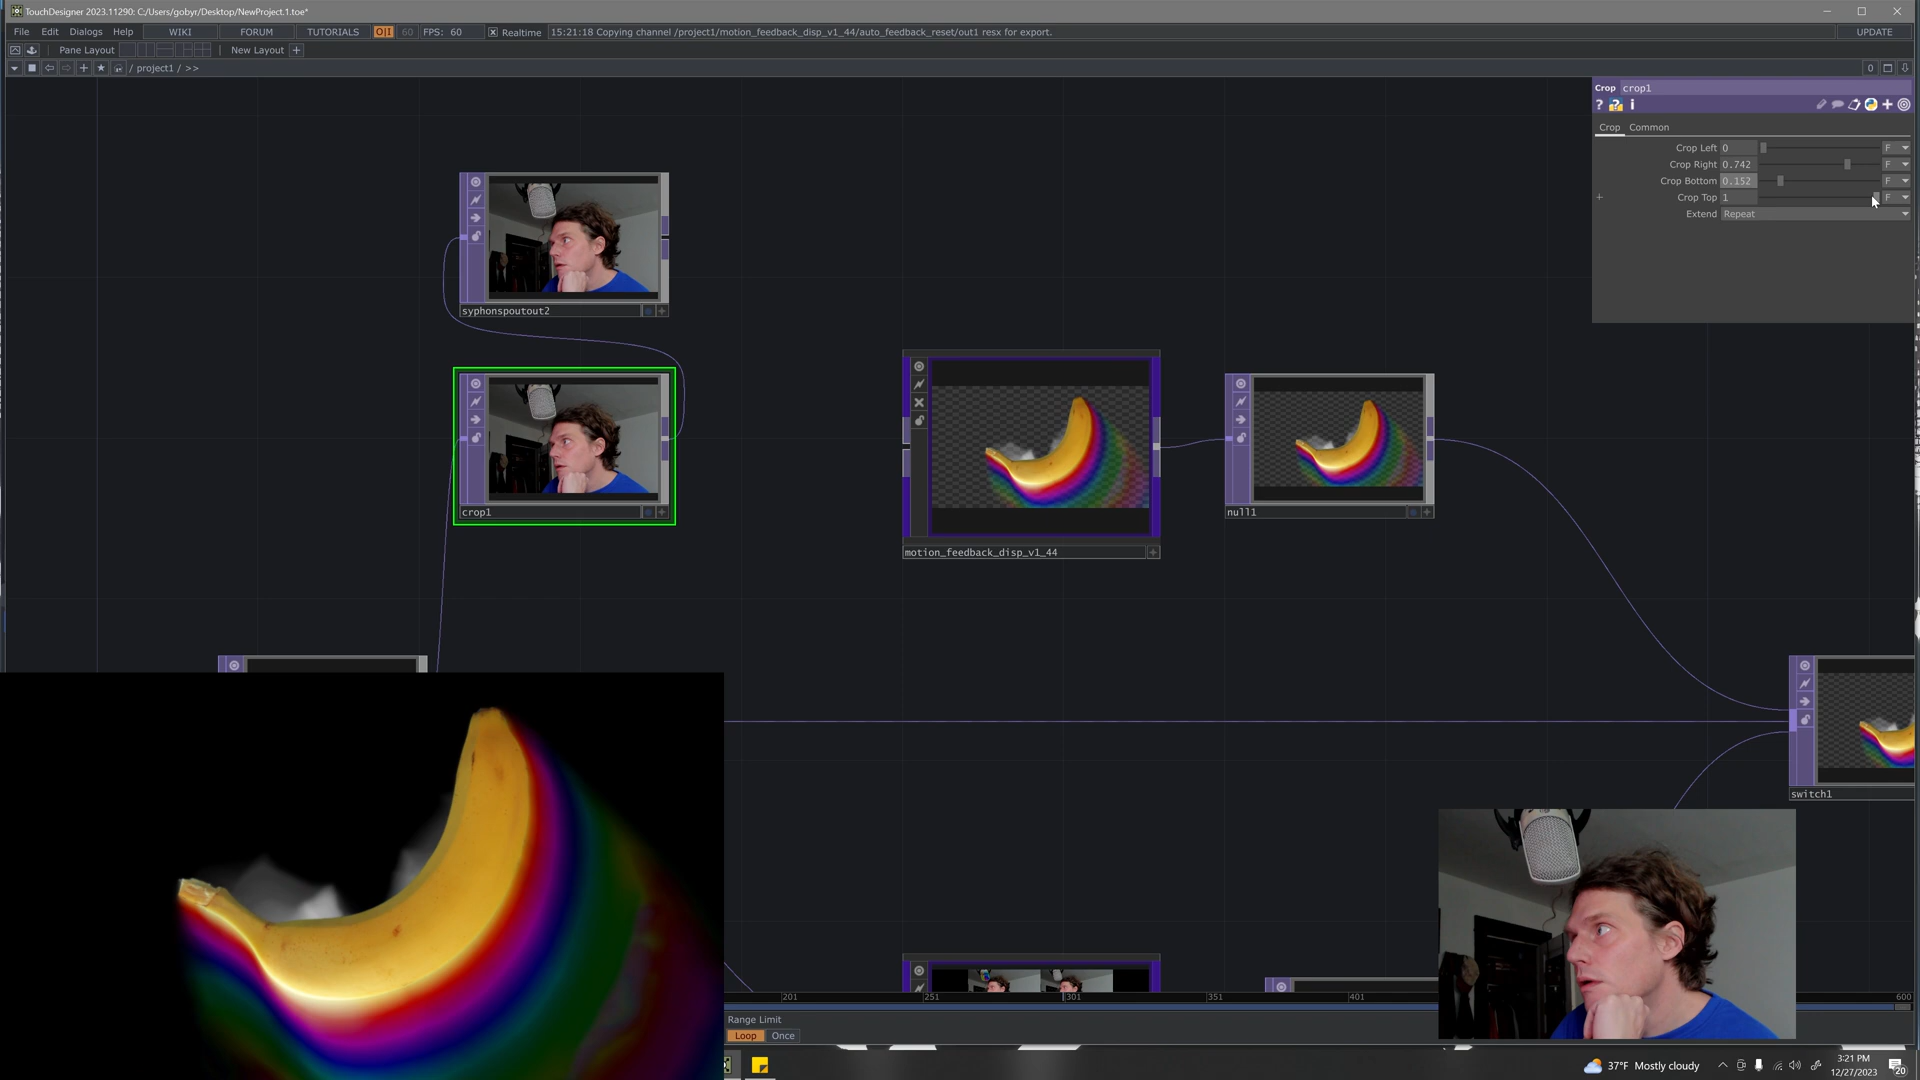 TouchDesigner 2023.11290: C:/Users/gobyr/Desktop/NewProject.1.toe*
File Edit Dialogs Help WIKI FORUM TUTORIALS O|I 60 FPS: 60 Realtime 15:21:18 Copying channel /project1/motion_feedback_disp_v1_44/auto_feedback_reset/out1 resx for export. UPDATE
Pane Layout New Layout +
/ project1 / >> 0
Crop crop1
? i
Crop Common
Crop Left 0 F
Crop Right 0.742 F
Crop Bottom 0.152 F
+ Crop Top 1 F
Extend Repeat
syphonspoutout2
crop1
null1
motion_feedback_disp_v1_44
switch1
201 251 301 351 401 600
Range Limit
Loop Once
37°F Mostly cloudy
3:21 PM
12/27/2023
20